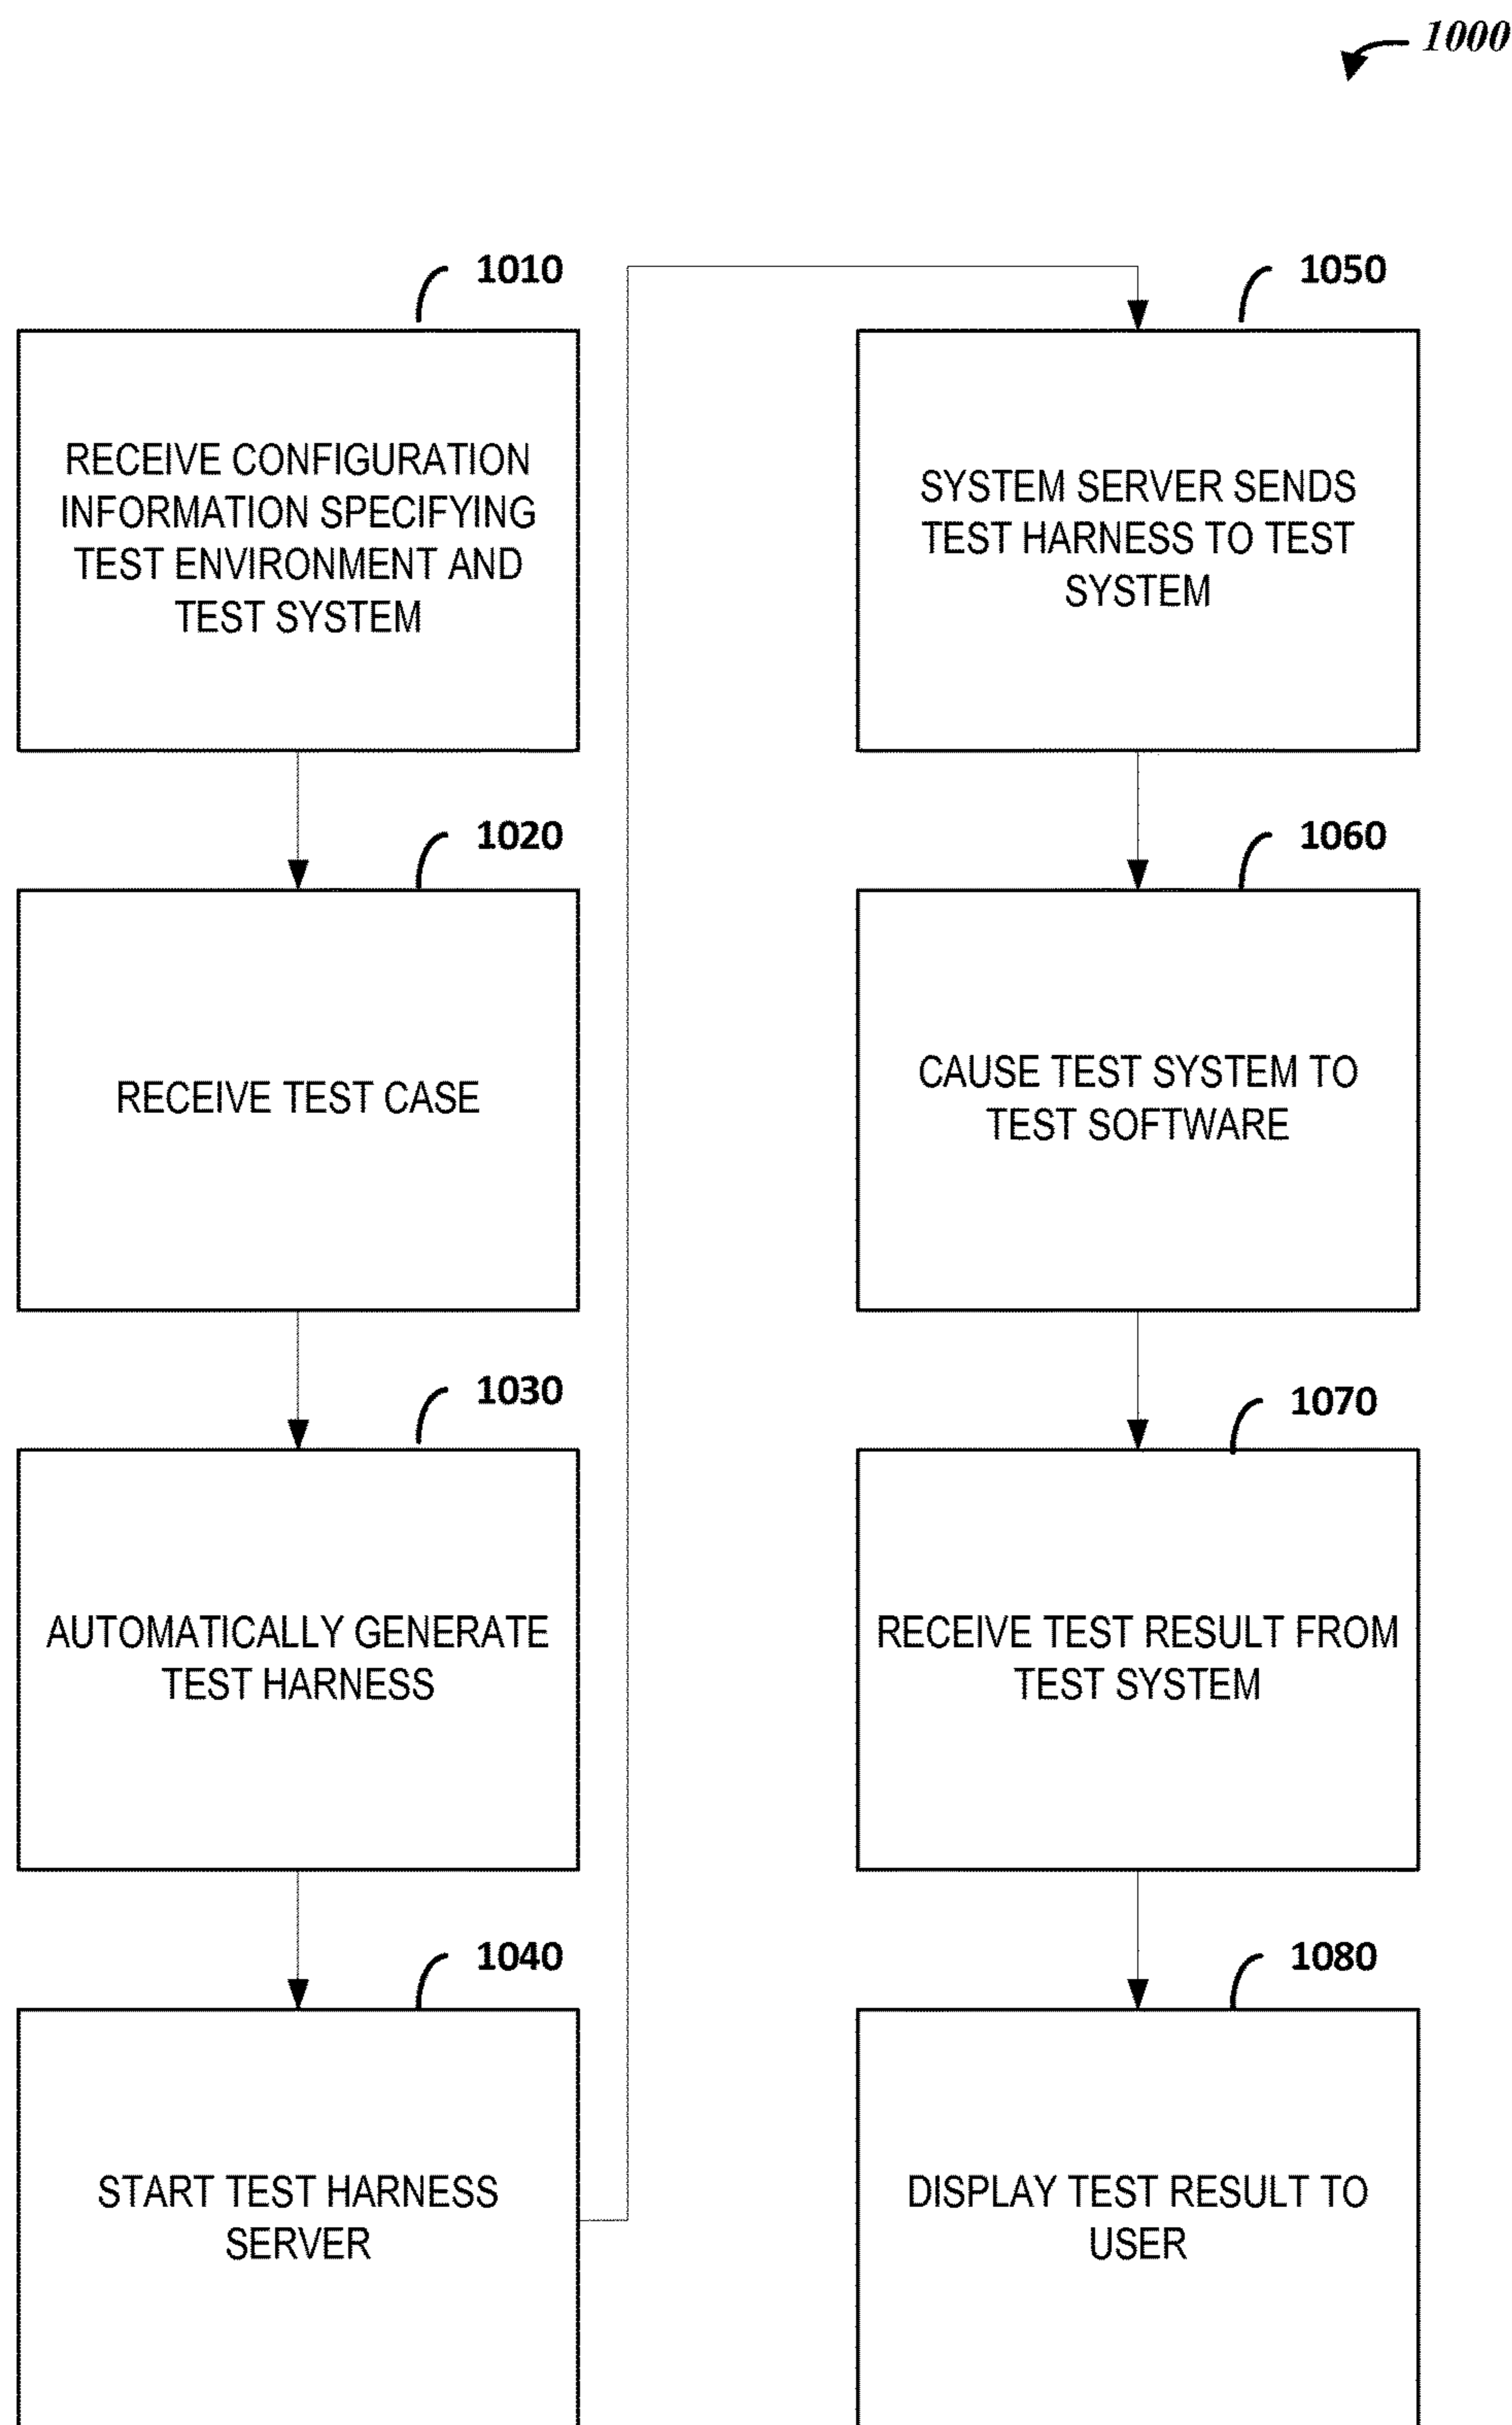 1000
1010
RECEIVE CONFIGURATION
INFORMATION SPECIFYING
TEST ENVIRONMENT AND
TEST SYSTEM
1020
RECEIVE TEST CASE
1030
AUTOMATICALLY GENERATE
TEST HARNESS
1040
START TEST HARNESS
SERVER
1050
SYSTEM SERVER SENDS
TEST HARNESS TO TEST
SYSTEM
1060
CAUSE TEST SYSTEM TO
TEST SOFTWARE
1070
RECEIVE TEST RESULT FROM
TEST SYSTEM
1080
DISPLAY TEST RESULT TO
USER